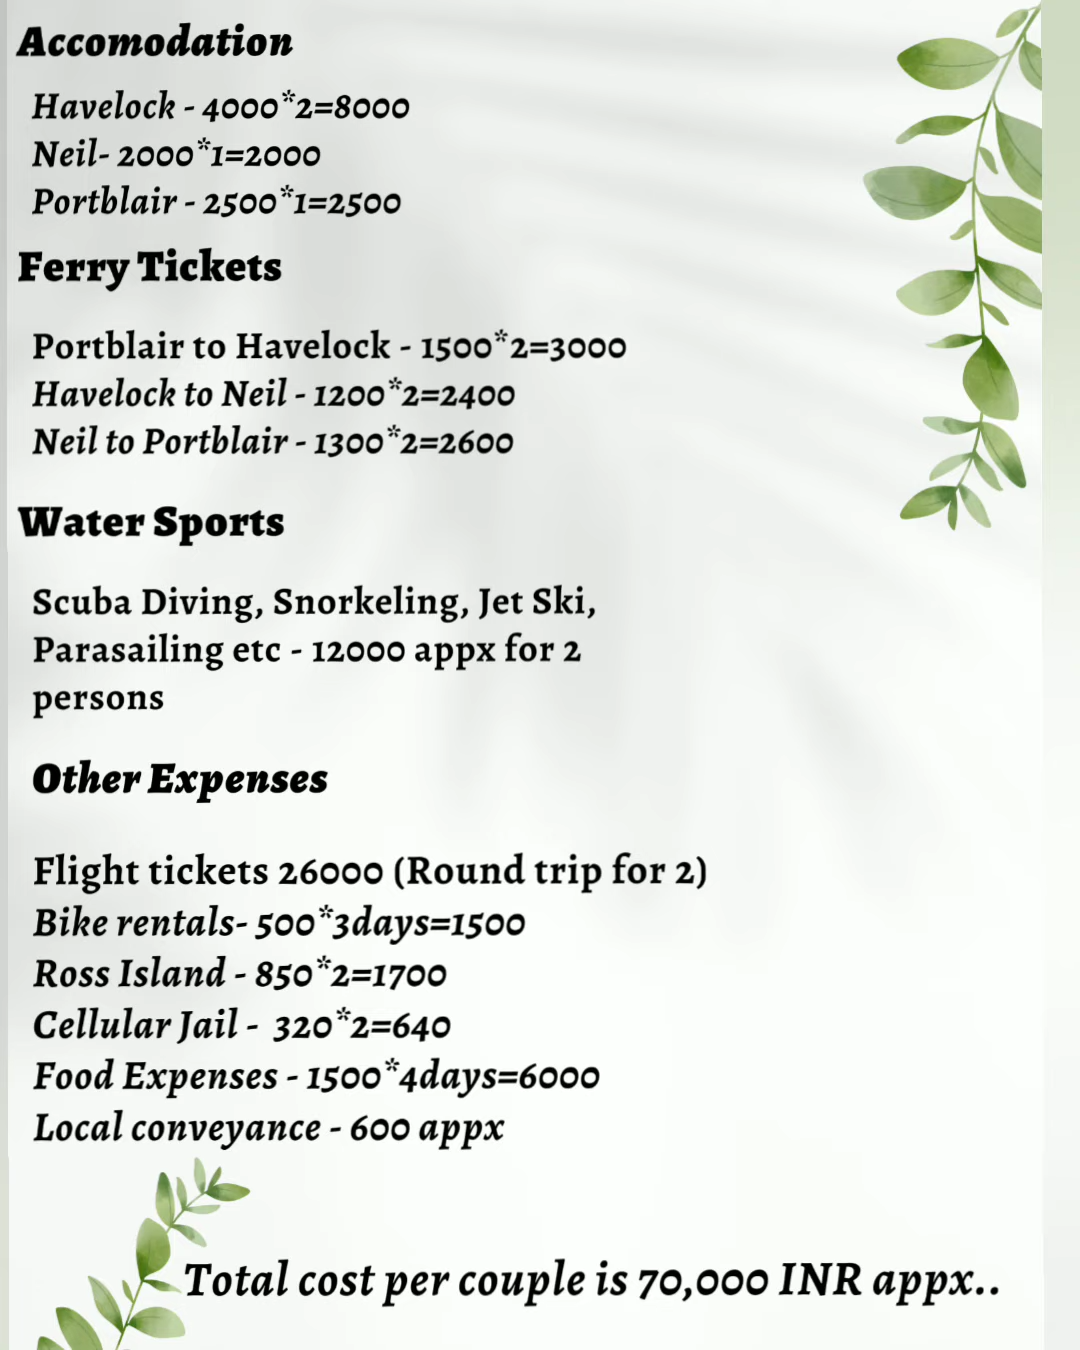 Accomodation
Havelock - 4000*2=8000
Neil- 2000*1=2000
Portblair - 2500*1=2500
Ferry Tickets
Portblair to Havelock - 1500*2=3000
Havelock to Neil - 1200*2=2400
Neil to Portblair - 1300*2=2600
Water Sports
Scuba Diving, Snorkeling, Jet Ski,
Parasailing etc - 12000 appx for 2
persons
Other Expenses
Flight tickets 26000 (Round trip for 2)
Bike rentals- 500*3days=1500
Ross Island - 850*2=1700
Cellular Jail -  320*2=640
Food Expenses - 1500*4days=6000
Local conveyance - 600 appx
Total cost per couple is 70,000 INR appx..